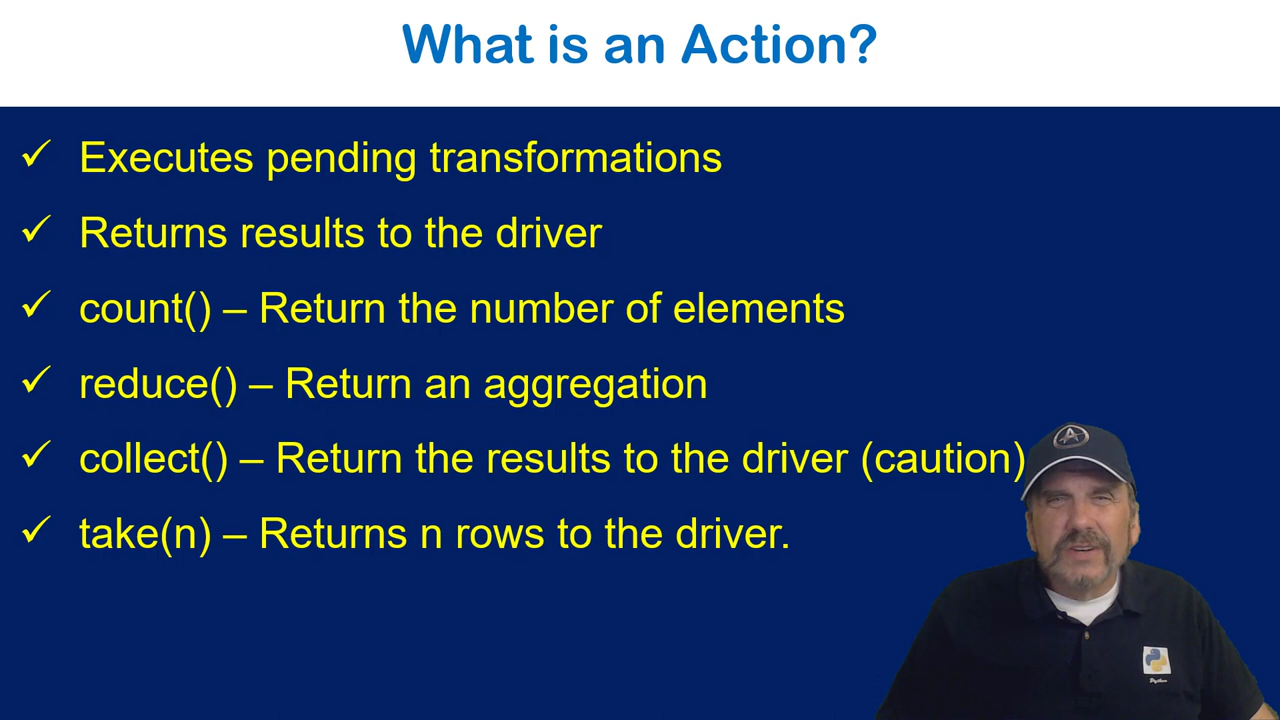 What is an Action?
✓ Executes pending transformations
✓ Returns results to the driver
✓ count() – Return the number of elements
✓ reduce() – Return an aggregation
✓ collect() – Return the results to the driver (caution)
✓ take(n) – Returns n rows to the driver.
Python